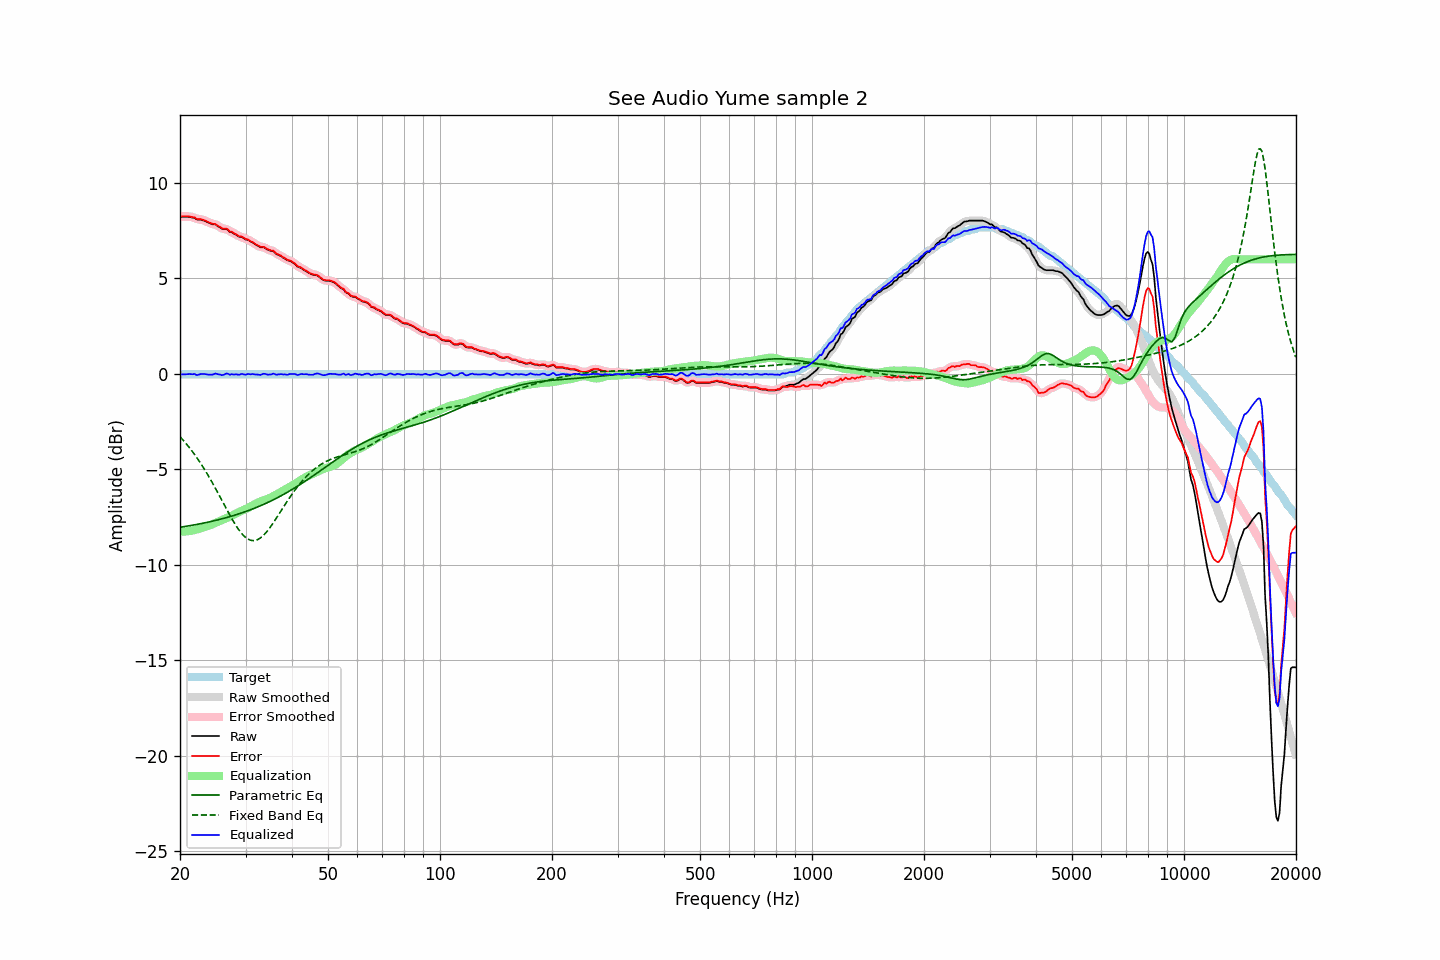 See Audio Yume sample 2
Amplitude (dBr)
10
5
0
−5
−10
−15
−20
−25
Target
Raw Smoothed
Error Smoothed
Raw
Error
Equalization
Parametric Eq
Fixed Band Eq
Equalized
20 50 100 200 500 1000 2000 5000 10000 20000
Frequency (Hz)